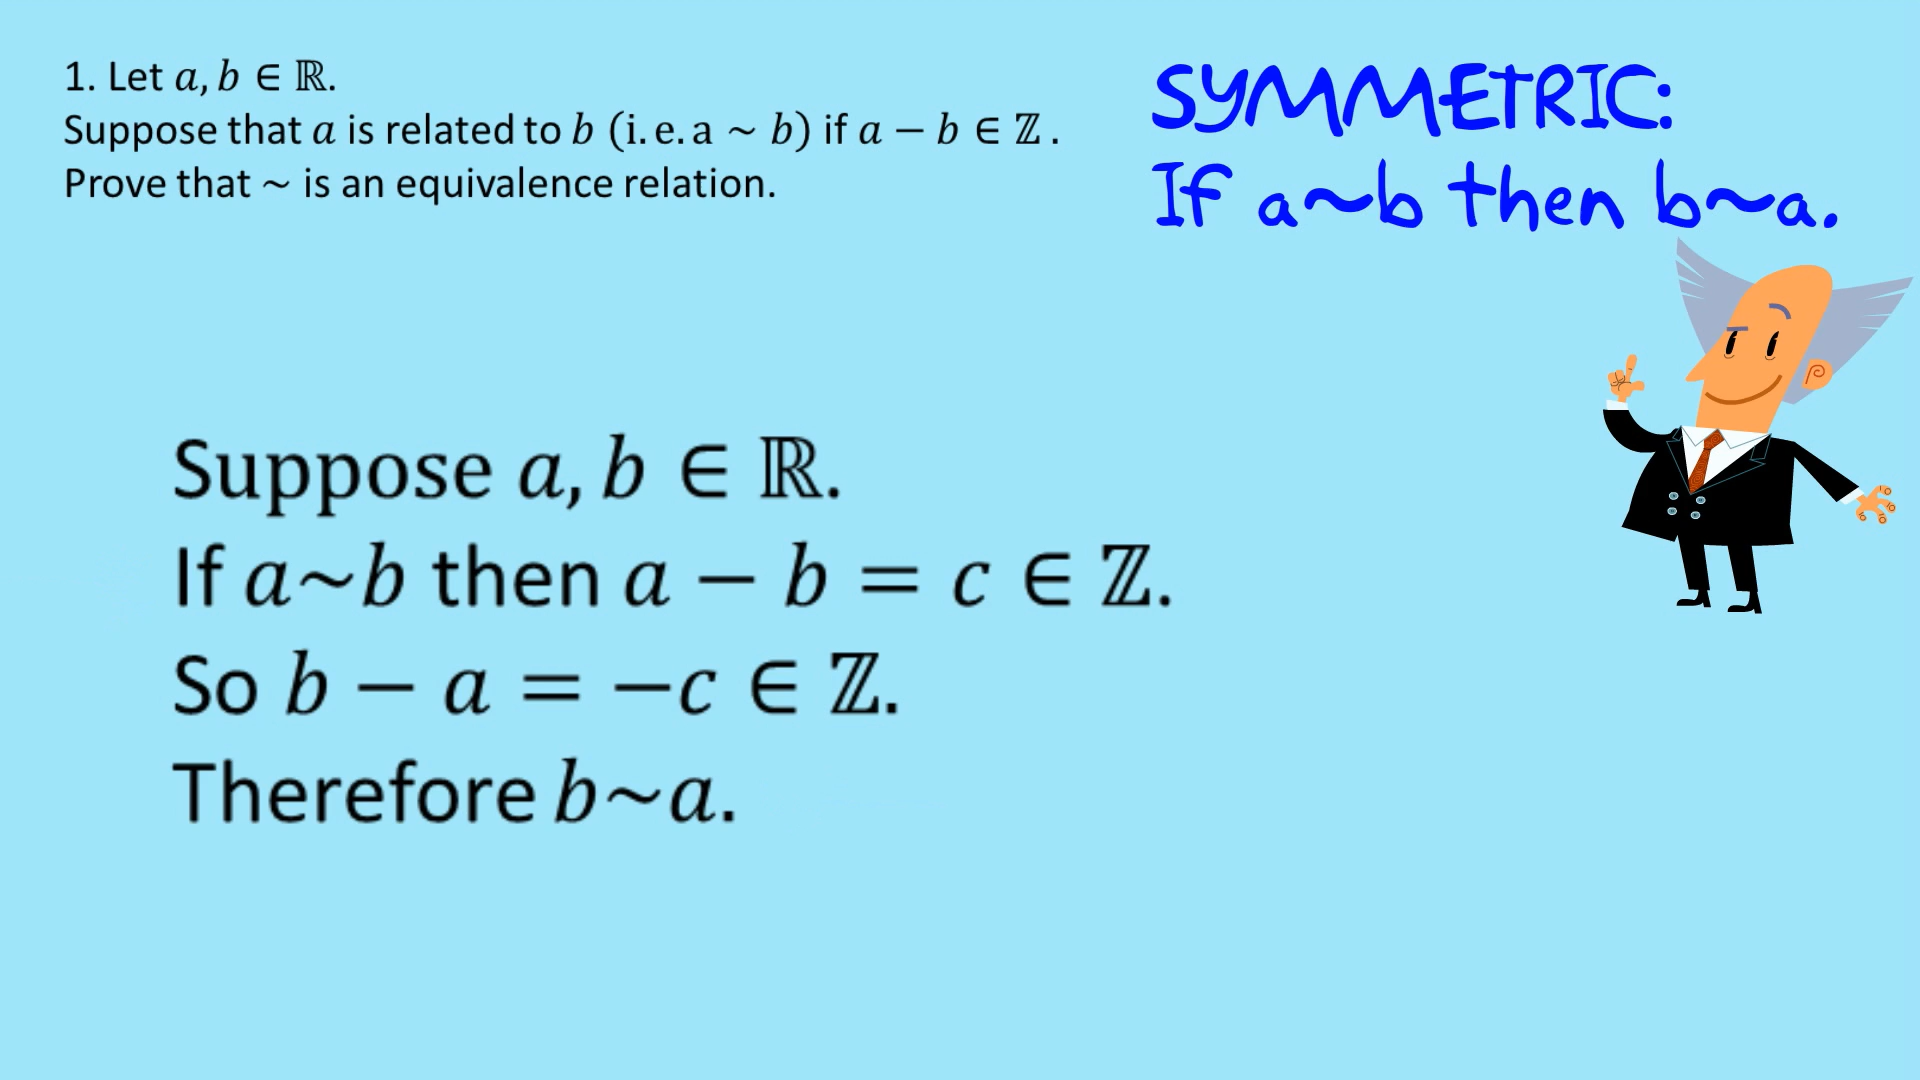 1. Let 𝑎, 𝑏 ∈ ℝ.
Suppose that 𝑎 is related to 𝑏 (i. e. a ~ 𝑏) if 𝑎 − 𝑏 ∈ ℤ .
Prove that ~ is an equivalence relation.
SYMMETRIC:
If a~b then b~a.
Suppose 𝑎, 𝑏 ∈ ℝ.
If 𝑎~𝑏 then 𝑎 − 𝑏 = 𝑐 ∈ ℤ.
So 𝑏 − 𝑎 = −𝑐 ∈ ℤ.
Therefore 𝑏~𝑎.